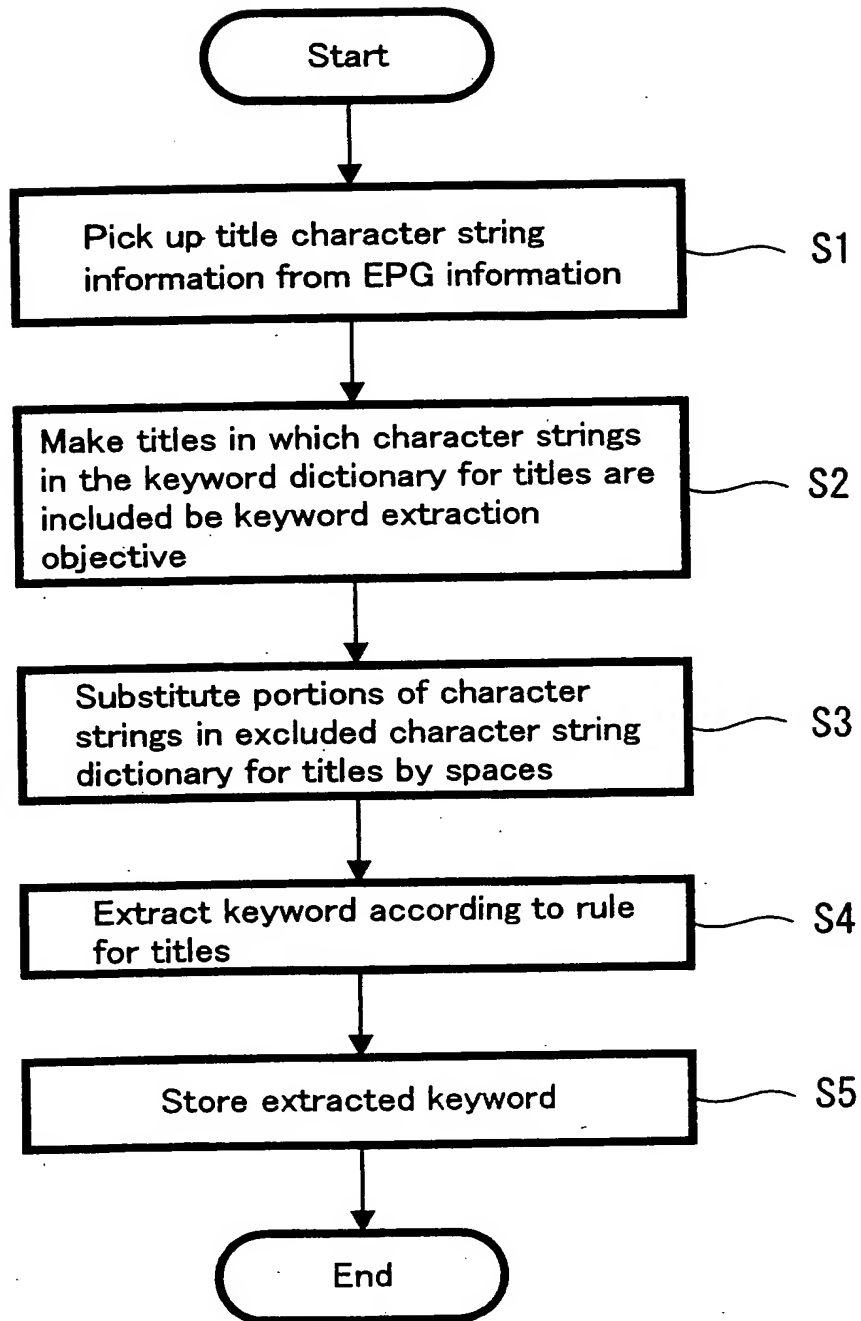 Start
Pick up title character string
information from EPG information
S1
Make titles in which character strings
in the keyword dictionary for titles are
included be keyword extraction
objective
S2
Substitute portions of character
strings in excluded character string
dictionary for titles by spaces
S3
Extract keyword according to rule
for titles
S4
Store extracted keyword
S5
End